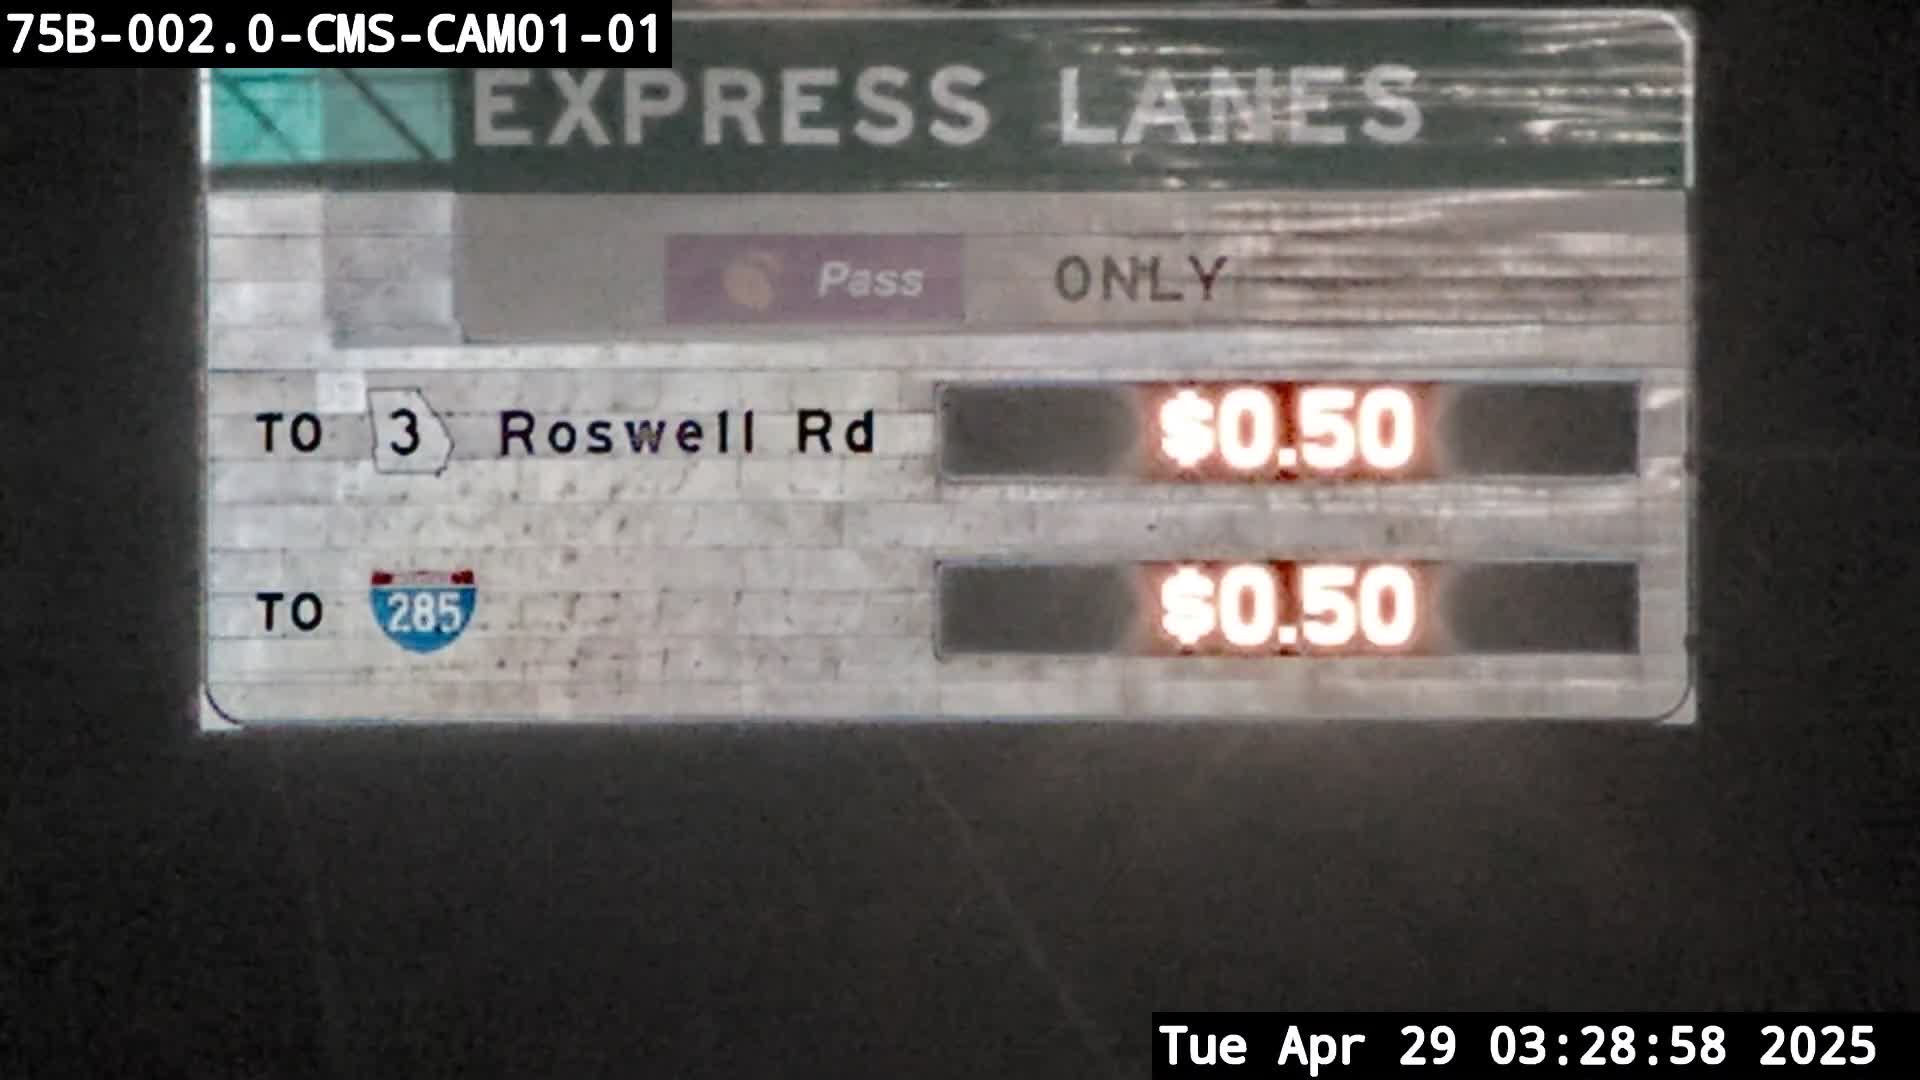 75B-002.0-CMS-CAM01-01
EXPRESS LANES
Pass ONLY
TO 3 Roswell Rd $0.50
TO 285 $0.50
Tue Apr 29 03:28:58 2025